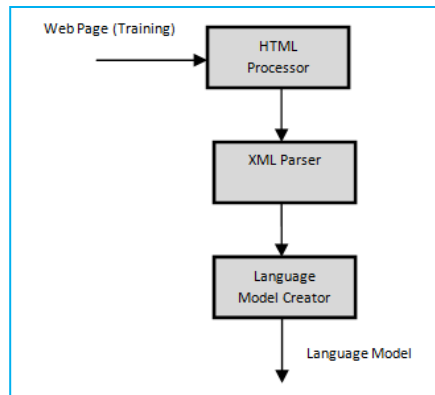 Web Page (Training)
HTML
Processor
XML Parser
Language
Model Creator
Language Model